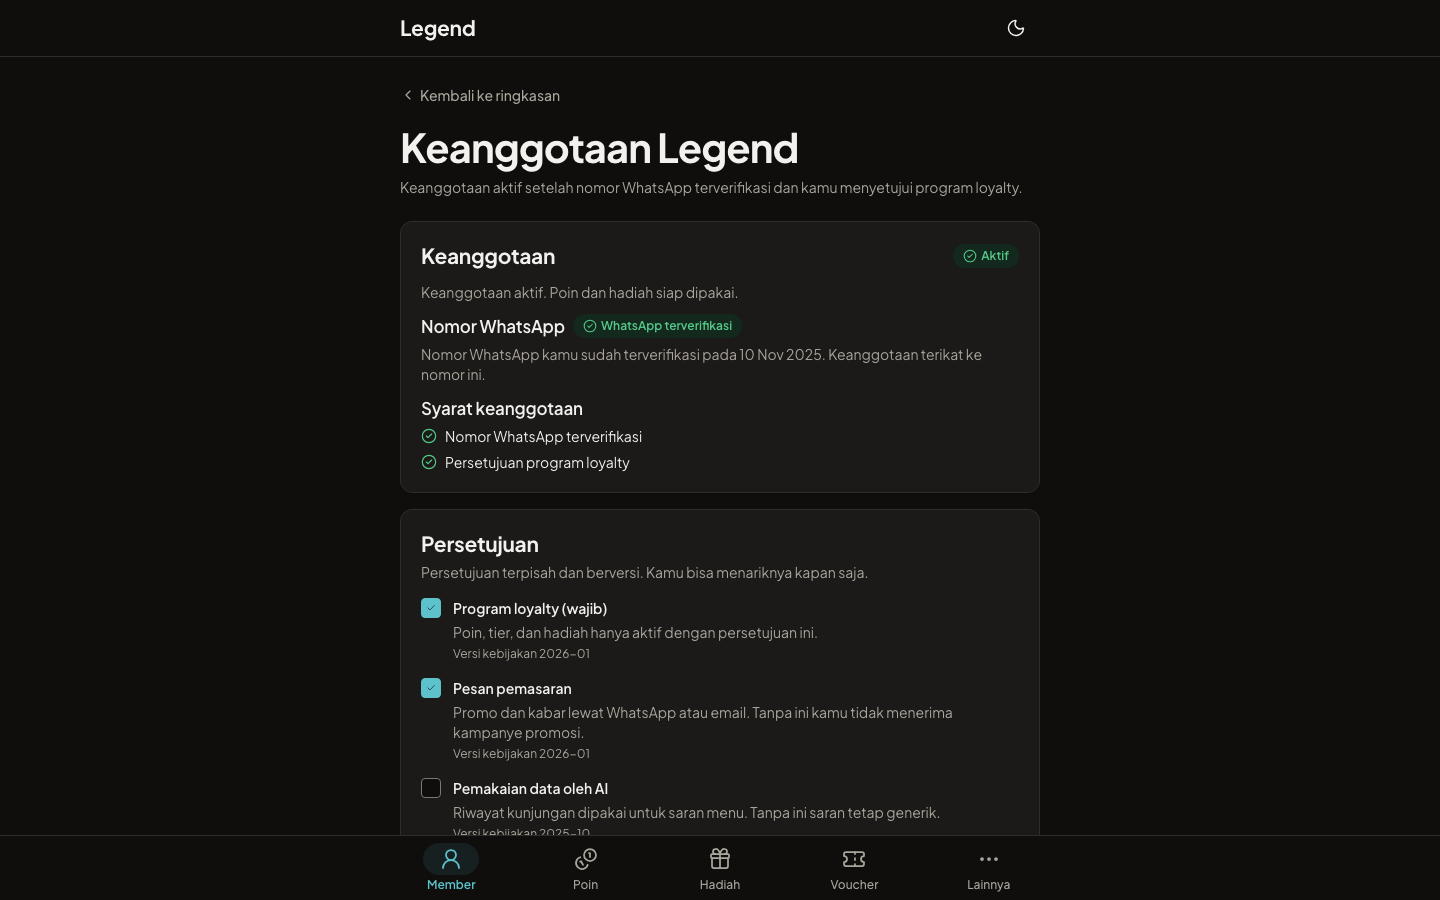 Legend
Kembali ke ringkasan
Keanggotaan Legend
Keanggotaan aktif setelah nomor WhatsApp terverifikasi dan kamu menyetujui program loyalty.
Keanggotaan
Aktif
Keanggotaan aktif. Poin dan hadiah siap dipakai.
Nomor WhatsApp
WhatsApp terverifikasi
Nomor WhatsApp kamu sudah terverifikasi pada 10 Nov 2025. Keanggotaan terikat ke
nomor ini.
Syarat keanggotaan
Nomor WhatsApp terverifikasi
Persetujuan program loyalty
Persetujuan
Persetujuan terpisah dan berversi. Kamu bisa menariknya kapan saja.
Program loyalty (wajib)
Poin, tier, dan hadiah hanya aktif dengan persetujuan ini.
Versi kebijakan 2026-01
Pesan pemasaran
Promo dan kabar lewat WhatsApp atau email. Tanpa ini kamu tidak menerima
kampanye promosi.
Versi kebijakan 2026-01
Pemakaian data oleh AI
Riwayat kunjungan dipakai untuk saran menu. Tanpa ini saran tetap generik.
Versi kebijakan 2025-10
Member
Poin
Hadiah
Voucher
Lainnya